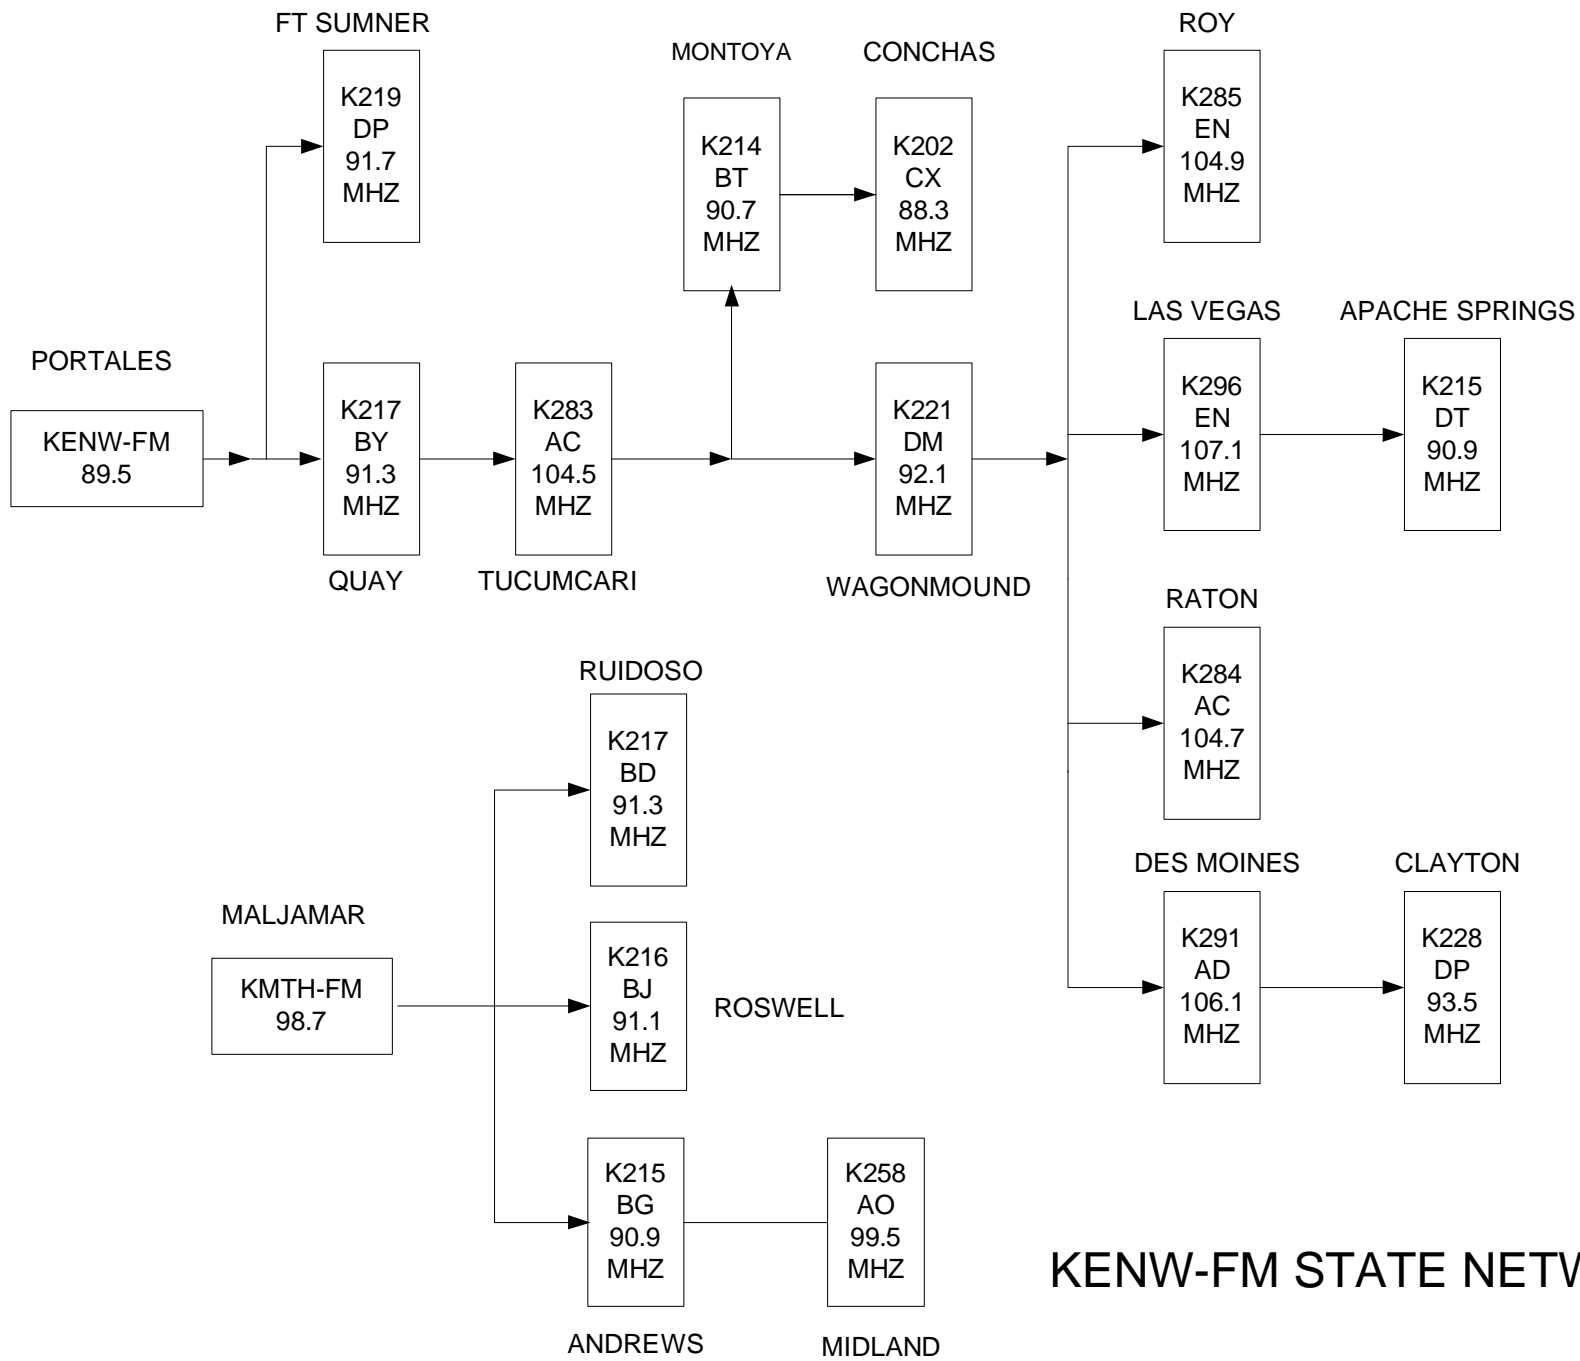 FT SUMNER
K219
DP
91.7
MHZ
MONTOYA
K214
BT
90.7
MHZ
CONCHAS
K202
CX
88.3
MHZ
ROY
K285
EN
104.9
MHZ
PORTALES
KENW-FM
89.5
K217
BY
91.3
MHZ
QUAY
K283
AC
104.5
MHZ
TUCUMCARI
K221
DM
92.1
MHZ
WAGONMOUND
LAS VEGAS
K296
EN
107.1
MHZ
APACHE SPRINGS
K215
DT
90.9
MHZ
RATON
K284
AC
104.7
MHZ
DES MOINES
K291
AD
106.1
MHZ
CLAYTON
K228
DP
93.5
MHZ
RUIDOSO
K217
BD
91.3
MHZ
MALJAMAR
KMTH-FM
98.7
K216
BJ
91.1
MHZ
ROSWELL
K215
BG
90.9
MHZ
ANDREWS
K258
AO
99.5
MHZ
MIDLAND
KENW-FM STATE